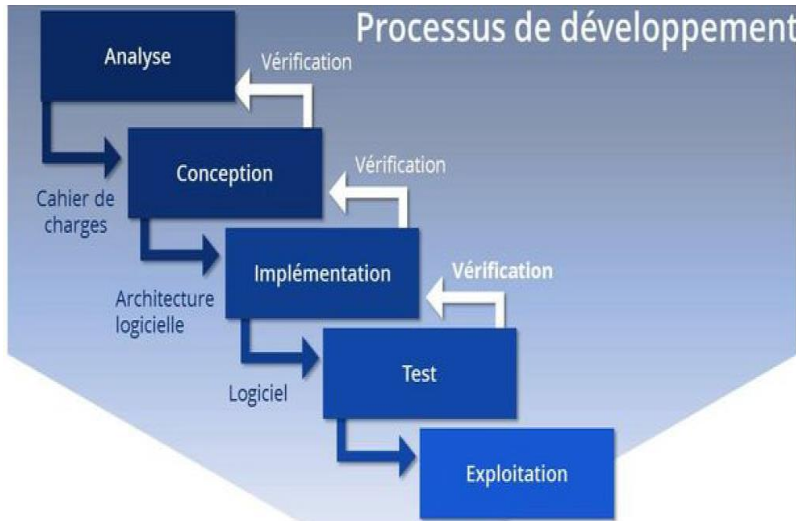 Processus de développement
Analyse
Vérification
Conception
Vérification
Cahier de
charges
Implémentation
Vérification
Architecture
logicielle
Test
Logiciel
Exploitation